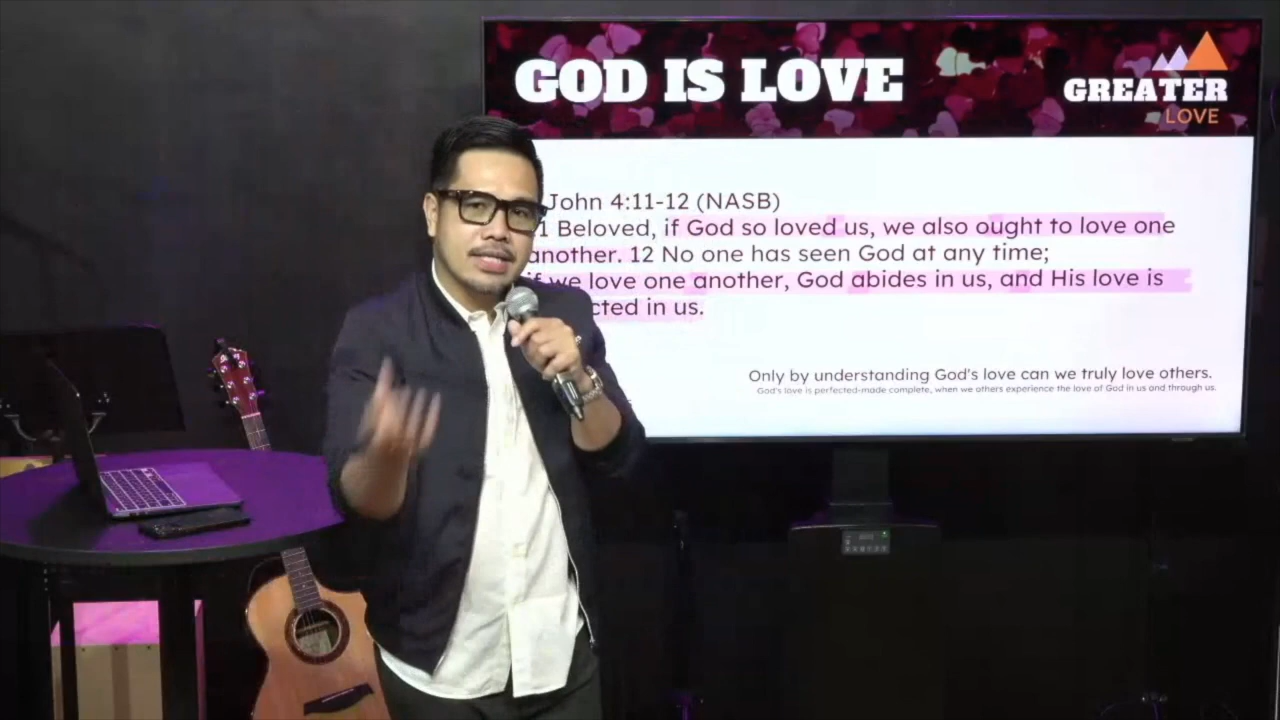 GOD IS LOVE
GREATER
LOVE
John 4:11-12 (NASB)
1 Beloved, if God so loved us, we also ought to love one
another. 12 No one has seen God at any time;
if we love one another, God abides in us, and His love is
cted in us.
Only by understanding God's love can we truly love others.
God's love is perfected-made complete, when we others experience the love of God in us and through us.